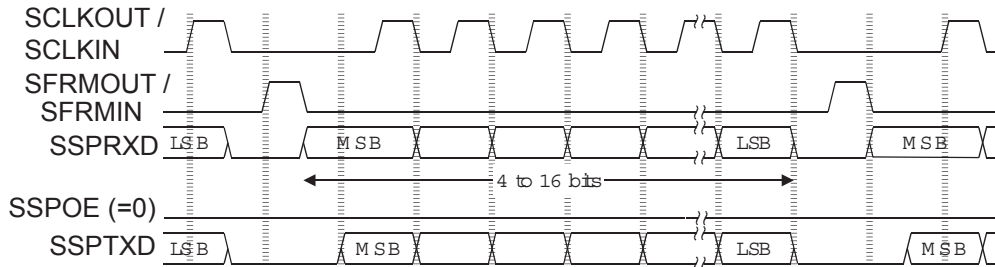 SCLKOUT /
SCLKIN
SFRMOUT /
SFRMIN
SSPRXD LSB MSB LSB MSB
4 to 16 bits
SSPOE (=0)
SSPTXD LSB MSB LSB MSB